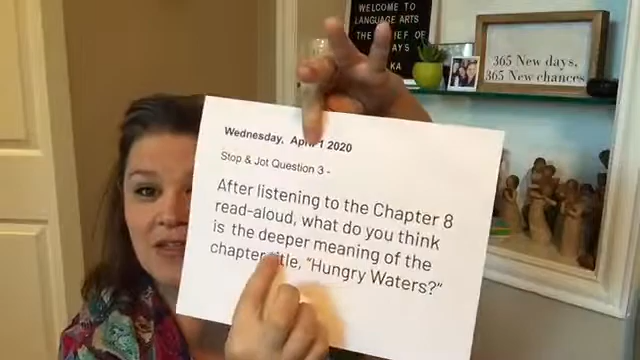 WELCOME TO
LANGUAGE ARTS
365 New days,
365 New chances
Wednesday, April 1 2020
Stop & Jot Question 3 -
After listening to the Chapter 8
read-aloud, what do you think
is the deeper meaning of the
chapter title, "Hungry Waters?"